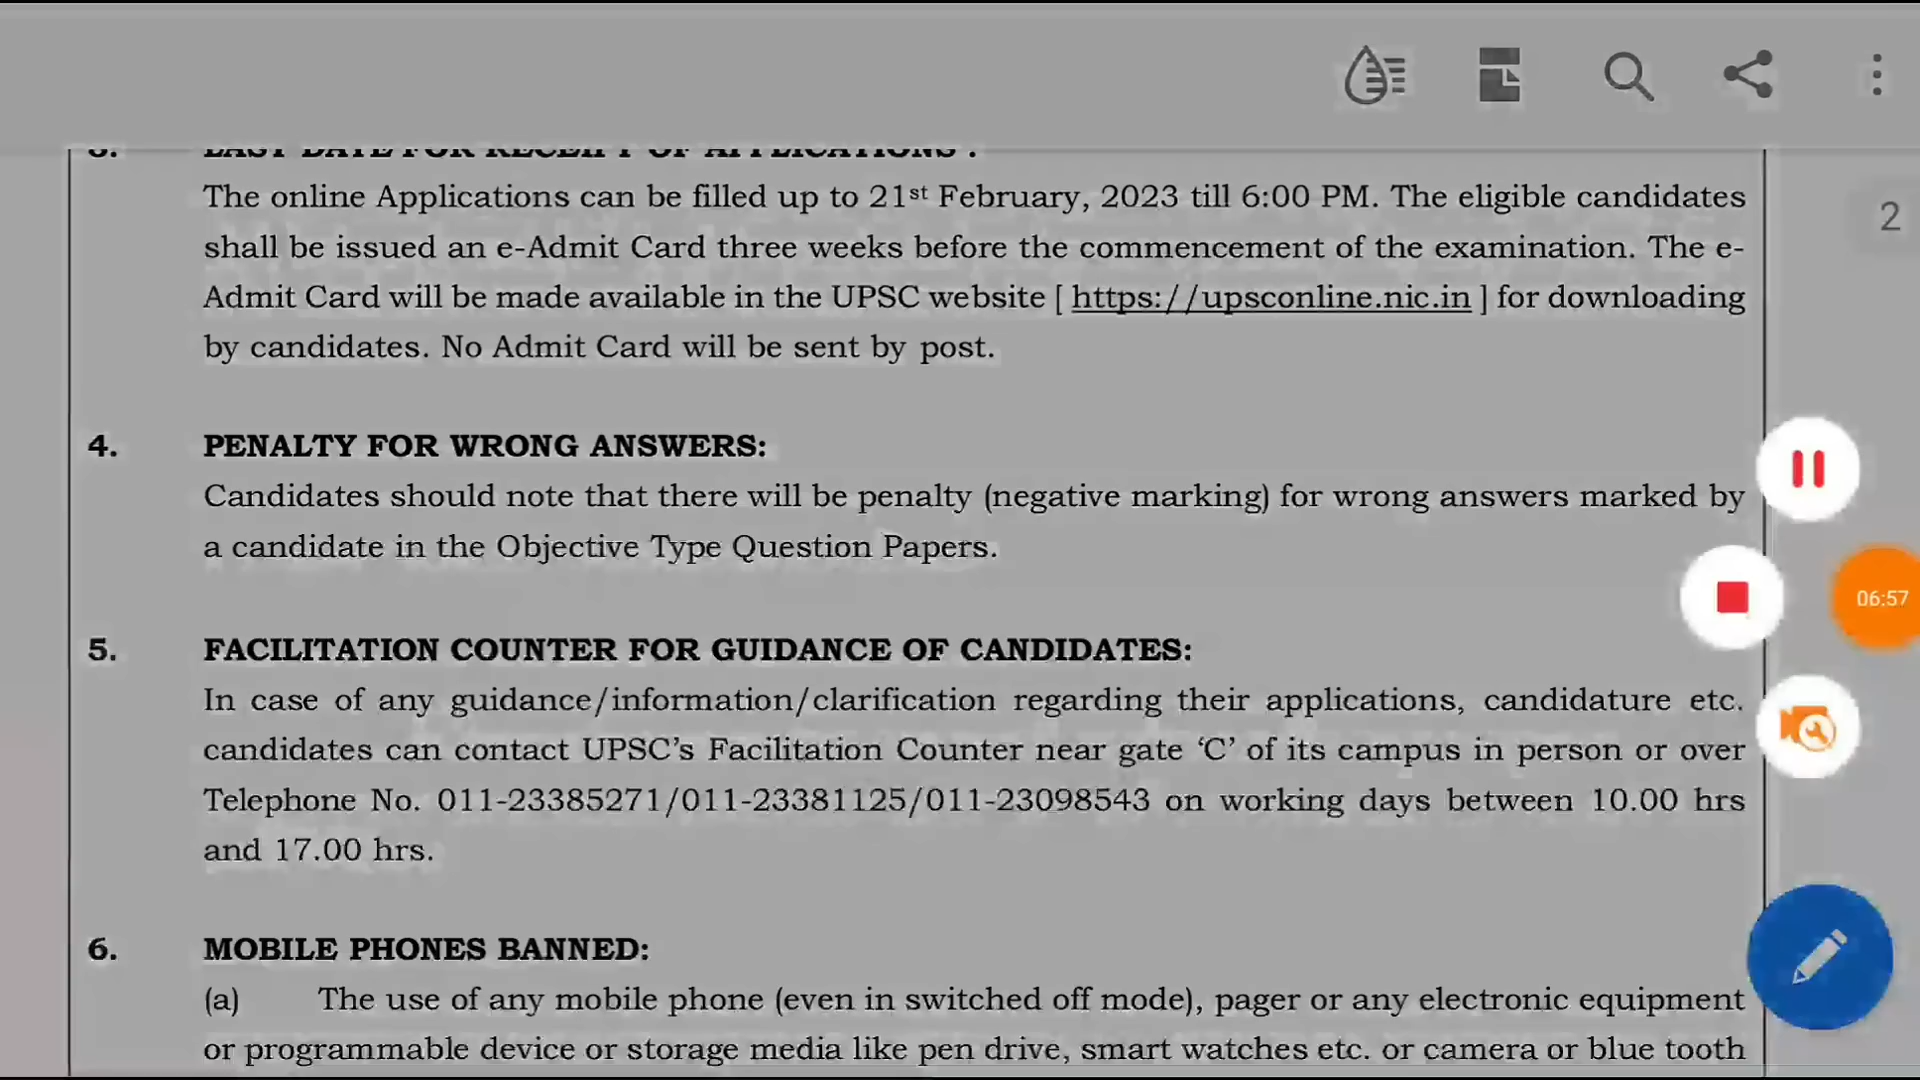 2
LAST DATE FOR RECEIPT OF APPLICATIONS :
The online Applications can be filled up to 21st February, 2023 till 6:00 PM. The eligible candidates
shall be issued an e-Admit Card three weeks before the commencement of the examination. The e-
Admit Card will be made available in the UPSC website [ https://upsconline.nic.in ] for downloading
by candidates. No Admit Card will be sent by post.
4. PENALTY FOR WRONG ANSWERS:
Candidates should note that there will be penalty (negative marking) for wrong answers marked by
a candidate in the Objective Type Question Papers.
5. FACILITATION COUNTER FOR GUIDANCE OF CANDIDATES:
In case of any guidance/information/clarification regarding their applications, candidature etc.
candidates can contact UPSC's Facilitation Counter near gate 'C' of its campus in person or over
Telephone No. 011-23385271/011-23381125/011-23098543 on working days between 10.00 hrs
and 17.00 hrs.
06:57
6. MOBILE PHONES BANNED:
(a) The use of any mobile phone (even in switched off mode), pager or any electronic equipment
or programmable device or storage media like pen drive, smart watches etc. or camera or blue tooth